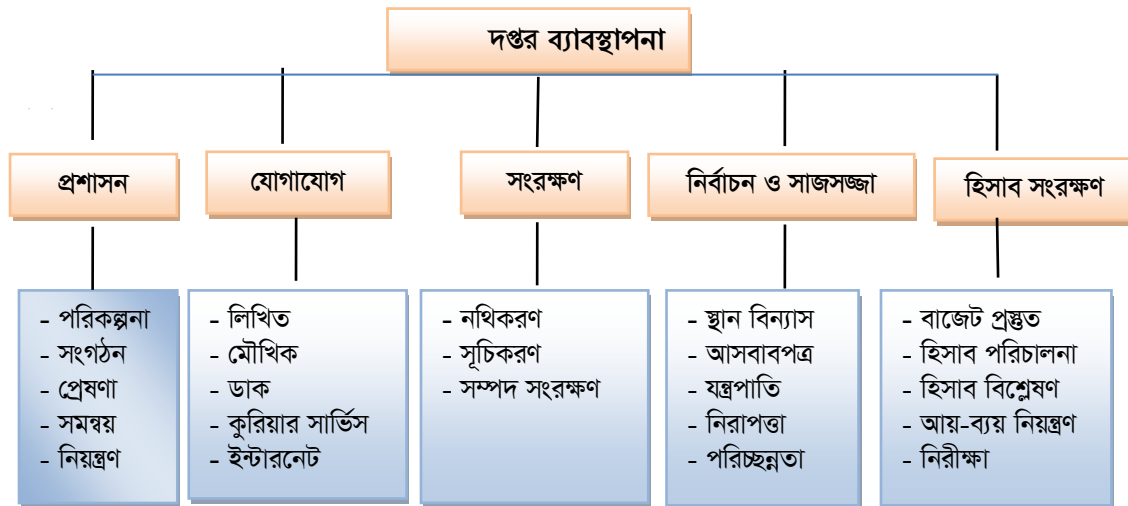 দপ্তর ব্যাবস্থাপনা
প্রশাসন
যোগাযোগ
সংরক্ষণ
নির্বাচন ও সাজসজ্জা
হিসাব সংরক্ষণ
- পরিকল্পনা
- সংগঠন
- প্রেষণা
- সমন্বয়
- নিয়ন্ত্রণ
- লিখিত
- মৌখিক
- ডাক
- কুরিয়ার সার্ভিস
- ইন্টারনেট
- নথিকরণ
- সূচিকরণ
- সম্পদ সংরক্ষণ
- স্থান বিন্যাস
- আসবাবপত্র
- যন্ত্রপাতি
- নিরাপত্তা
- পরিচ্ছন্নতা
- বাজেট প্রস্তুত
- হিসাব পরিচালনা
- হিসাব বিশ্লেষণ
- আয়-ব্যয় নিয়ন্ত্রণ
- নিরীক্ষা